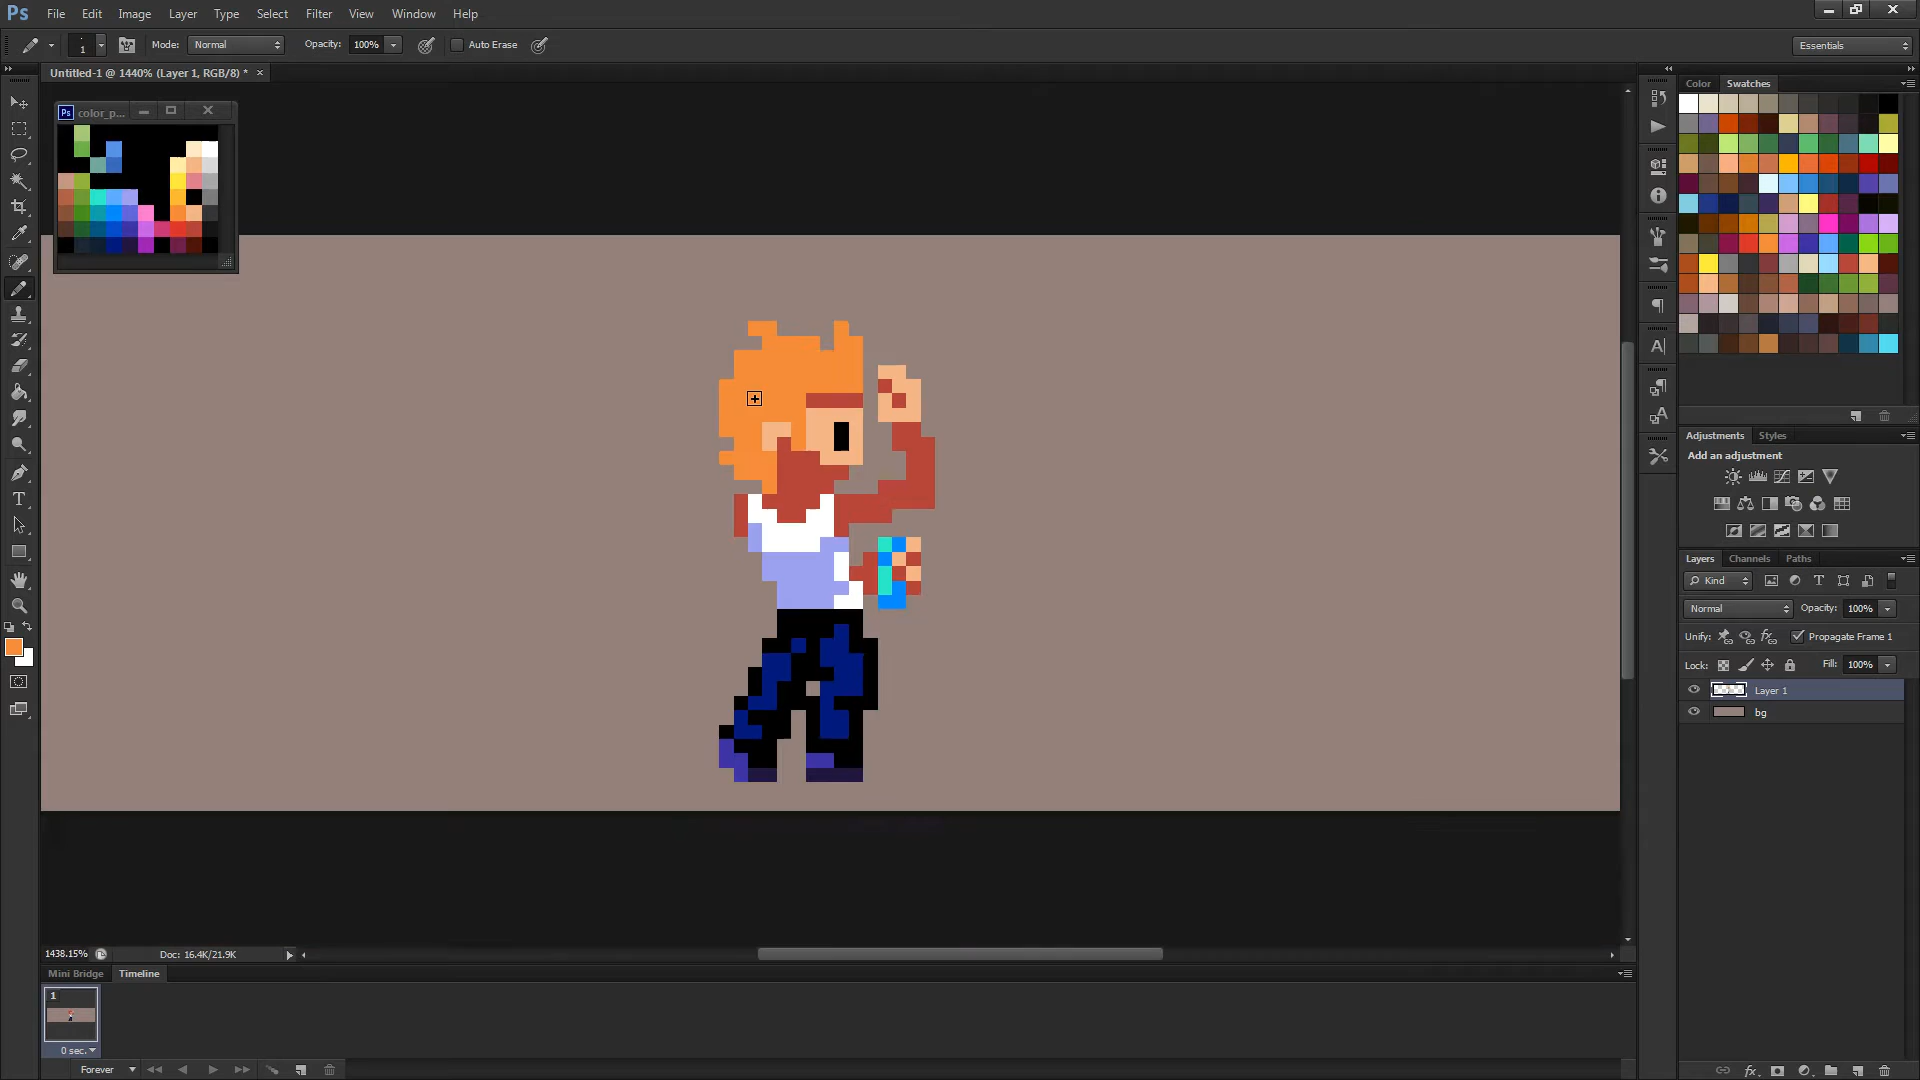 Ps File Edit Image Layer Type Select Filter View Window Help
1 Mode: Normal Opacity: 100% Auto Erase Essentials
Untitled-1 @ 1440% (Layer 1, RGB/8) * ×
Ps color_p...
Color Swatches
Adjustments Styles
Add an adjustment
Layers Channels Paths
Kind
Normal Opacity: 100%
Unify: Propagate Frame 1
Lock: Fill: 100%
Layer 1
bg
1438.15% Doc: 16.4K/21.9K
Mini Bridge Timeline
1
0 sec.
Forever